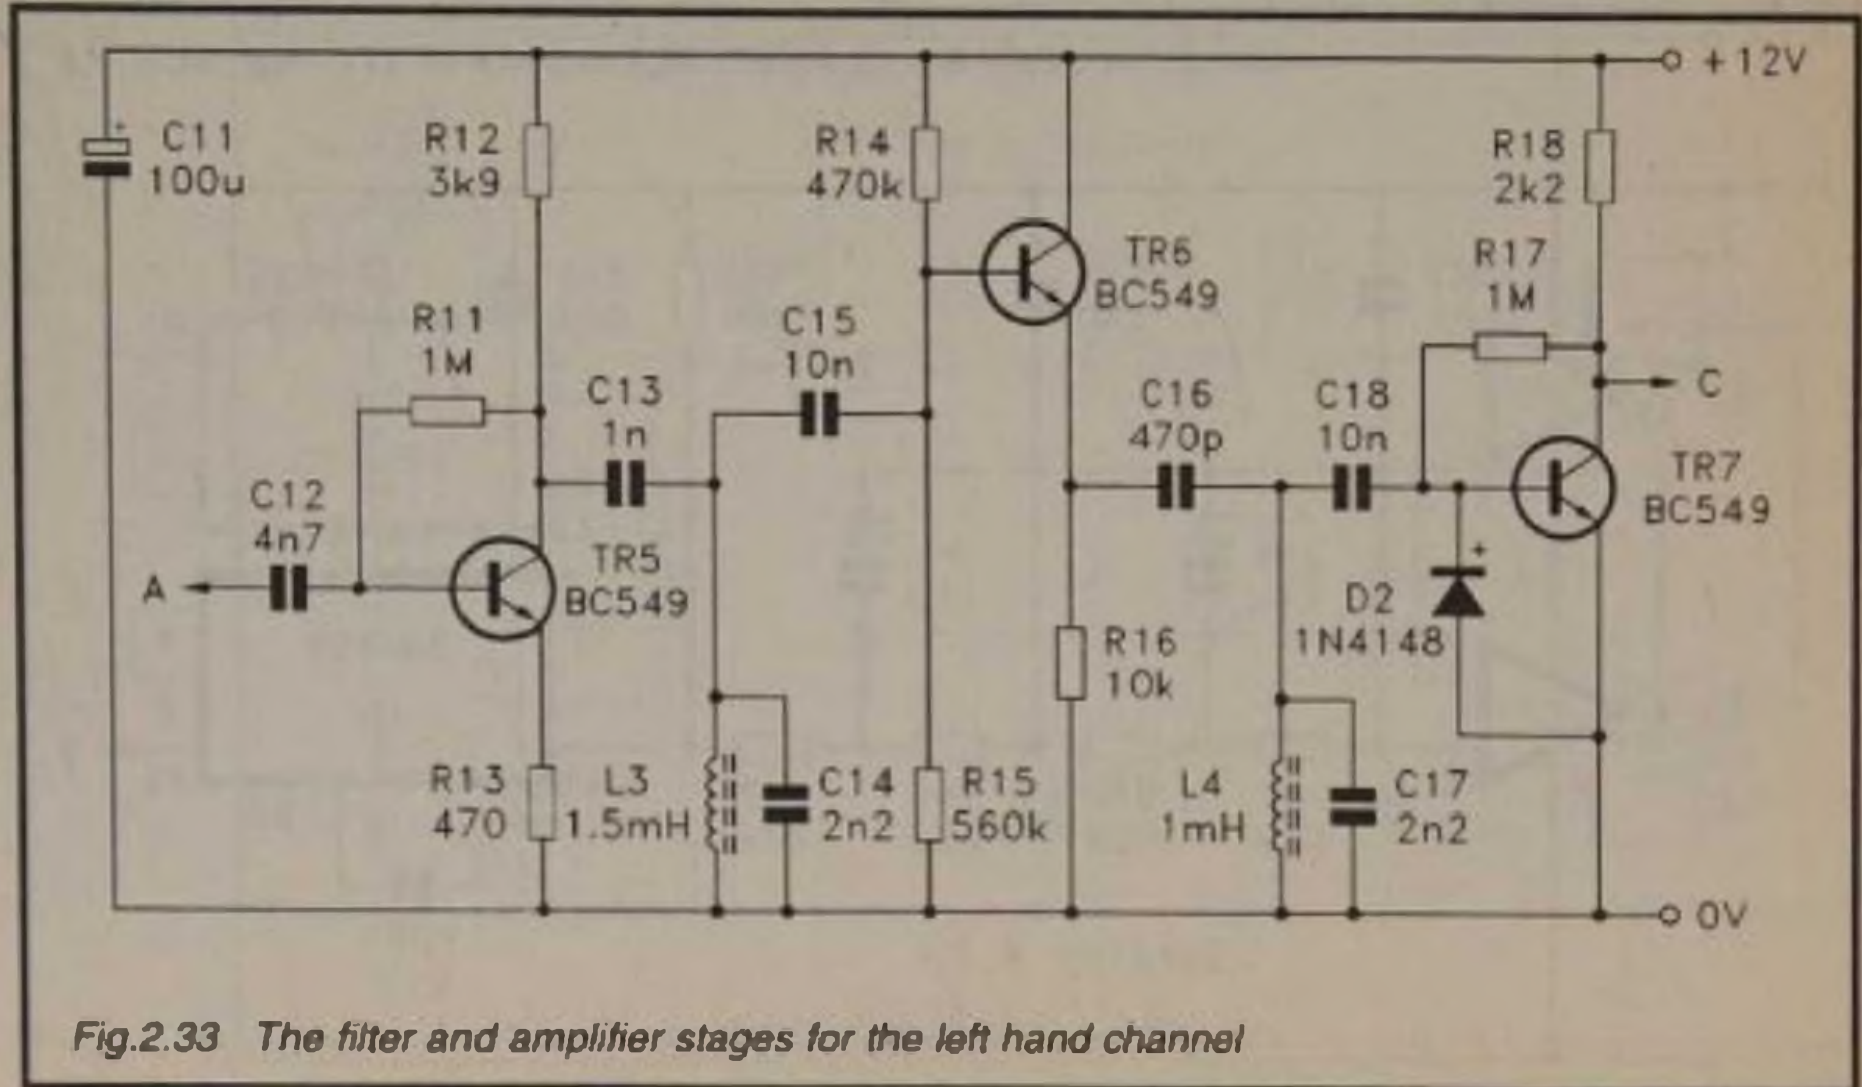 +12V
C11
100u
R12
3k9
R14
470k
R18
2k2
TR6
BC549
R17
1M
R11
1M
C15
10n
C13
1n
C16
470p
C18
10n
C
TR7
BC549
C12
4n7
A
TR5
BC549
+
D2
1N4148
R16
10k
R13
470
L3
1.5mH
C14
2n2
R15
560k
L4
1mH
C17
2n2
0V
Fig.2.33 The filter and amplifier stages for the left hand channel